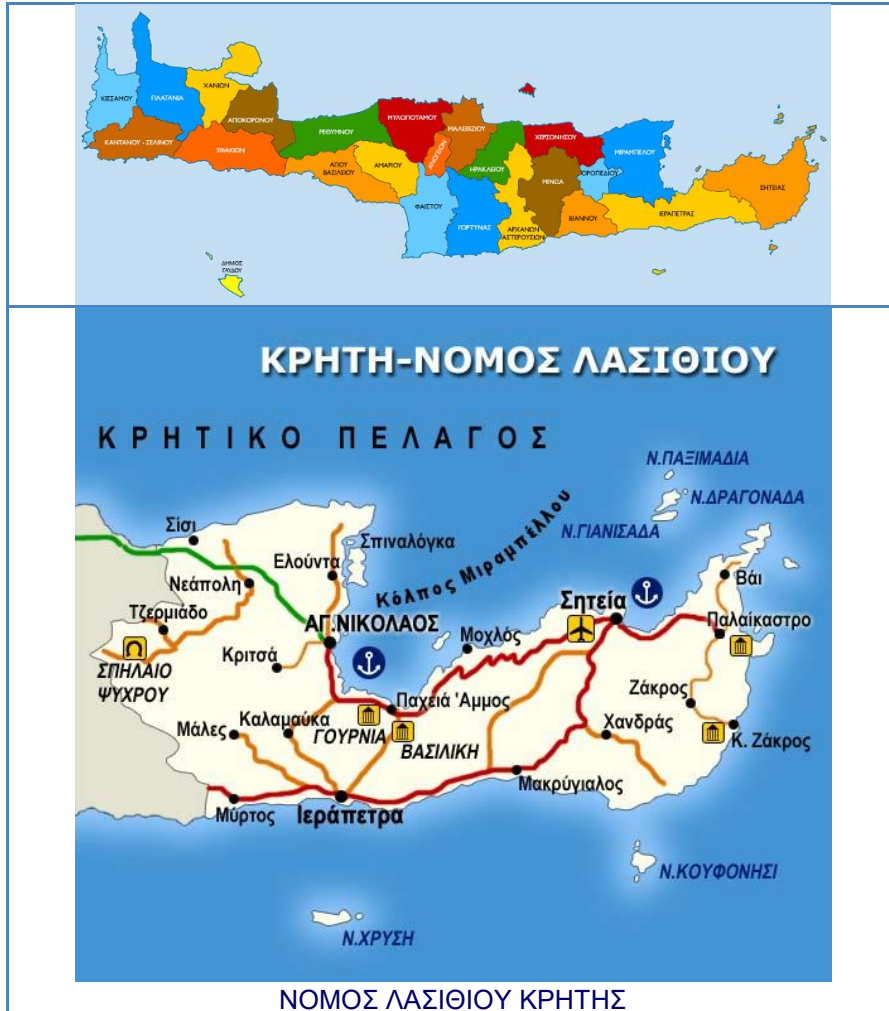 ΚΙΣΣΑΜΟΥ
ΠΛΑΤΑΝΙΑ
ΧΑΝΙΩΝ
ΑΠΟΚΟΡΩΝΟΥ
ΚΑΝΤΑΝΟΥ - ΣΕΛΙΝΟΥ
ΣΦΑΚΙΩΝ
ΡΕΘΥΜΝΟΥ
ΑΓΙΟΥ
ΒΑΣΙΛΕΙΟΥ
ΑΜΑΡΙΟΥ
ΜΥΛΟΠΟΤΑΜΟΥ
ΑΝΩΓΕΙΩΝ
ΜΑΛΕΒΙΖΙΟΥ
ΗΡΑΚΛΕΙΟΥ
ΦΑΙΣΤΟΥ
ΓΟΡΤΥΝΑΣ
ΑΡΧΑΝΩΝ
ΑΣΤΕΡΟΥΣΙΩΝ
ΧΕΡΣΟΝΗΣΟΥ
ΜΙΝΩΑ
ΟΡΟΠΕΔΙΟΥ
ΒΙΑΝΝΟΥ
ΜΙΡΑΜΠΕΛΟΥ
ΙΕΡΑΠΕΤΡΑΣ
ΣΗΤΕΙΑΣ
ΔΗΜΟΣ
ΓΑΥΔΟΥ
ΚΡΗΤΗ-ΝΟΜΟΣ ΛΑΣΙΘΙΟΥ
ΚΡΗΤΙΚΟ ΠΕΛΑΓΟΣ
Ν.ΠΑΞΙΜΑΔΙΑ
Ν.ΔΡΑΓΟΝΑΔΑ
Ν.ΓΙΑΝΙΣΑΔΑ
Κόλπος Μιραμπέλλου
Σίσι
Ελούντα
Σπιναλόγκα
Νεάπολη
Βάι
Τζερμιάδο
ΑΓ.ΝΙΚΟΛΑΟΣ
Σητεία
Παλαίκαστρο
Κριτσά
Μοχλός
ΣΠΗΛΑΙΟ
ΨΥΧΡΟΥ
Ζάκρος
Παχειά 'Αμμος
Μάλες
Καλαμαύκα
ΓΟΥΡΝΙΑ
ΒΑΣΙΛΙΚΗ
Χανδράς
Κ. Ζάκρος
Μακρύγιαλος
Μύρτος
Ιεράπετρα
Ν.ΚΟΥΦΟΝΗΣΙ
Ν.ΧΡΥΣΗ
ΝΟΜΟΣ ΛΑΣΙΘΙΟΥ ΚΡΗΤΗΣ